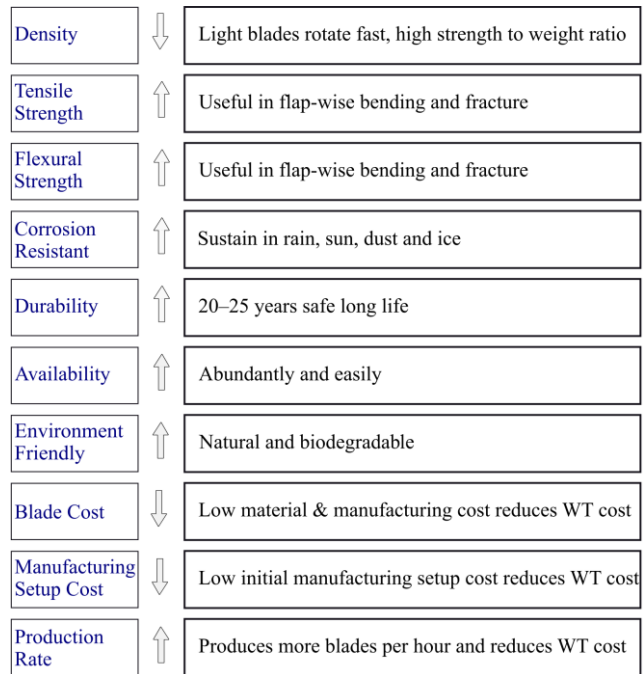 Density
Light blades rotate fast, high strength to weight ratio
Tensile
Strength
Useful in flap-wise bending and fracture
Flexural
Strength
Useful in flap-wise bending and fracture
Corrosion
Resistant
Sustain in rain, sun, dust and ice
Durability
20–25 years safe long life
Availability
Abundantly and easily
Environment
Friendly
Natural and biodegradable
Blade Cost
Low material & manufacturing cost reduces WT cost
Manufacturing
Setup Cost
Low initial manufacturing setup cost reduces WT cost
Production
Rate
Produces more blades per hour and reduces WT cost